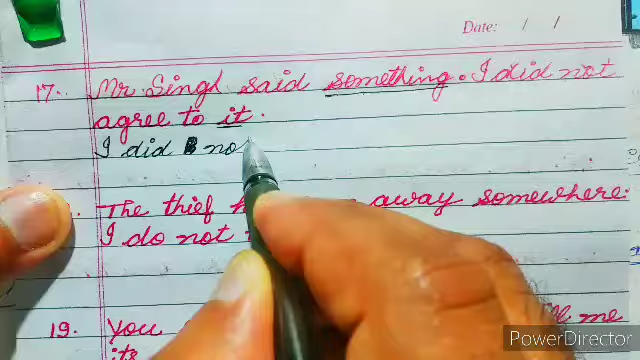 Date: / /
17. Mr. Singh said something. I did not
agree to it.
I did no
The thief away somewhere.
I do not
19. You me
its
PowerDirector